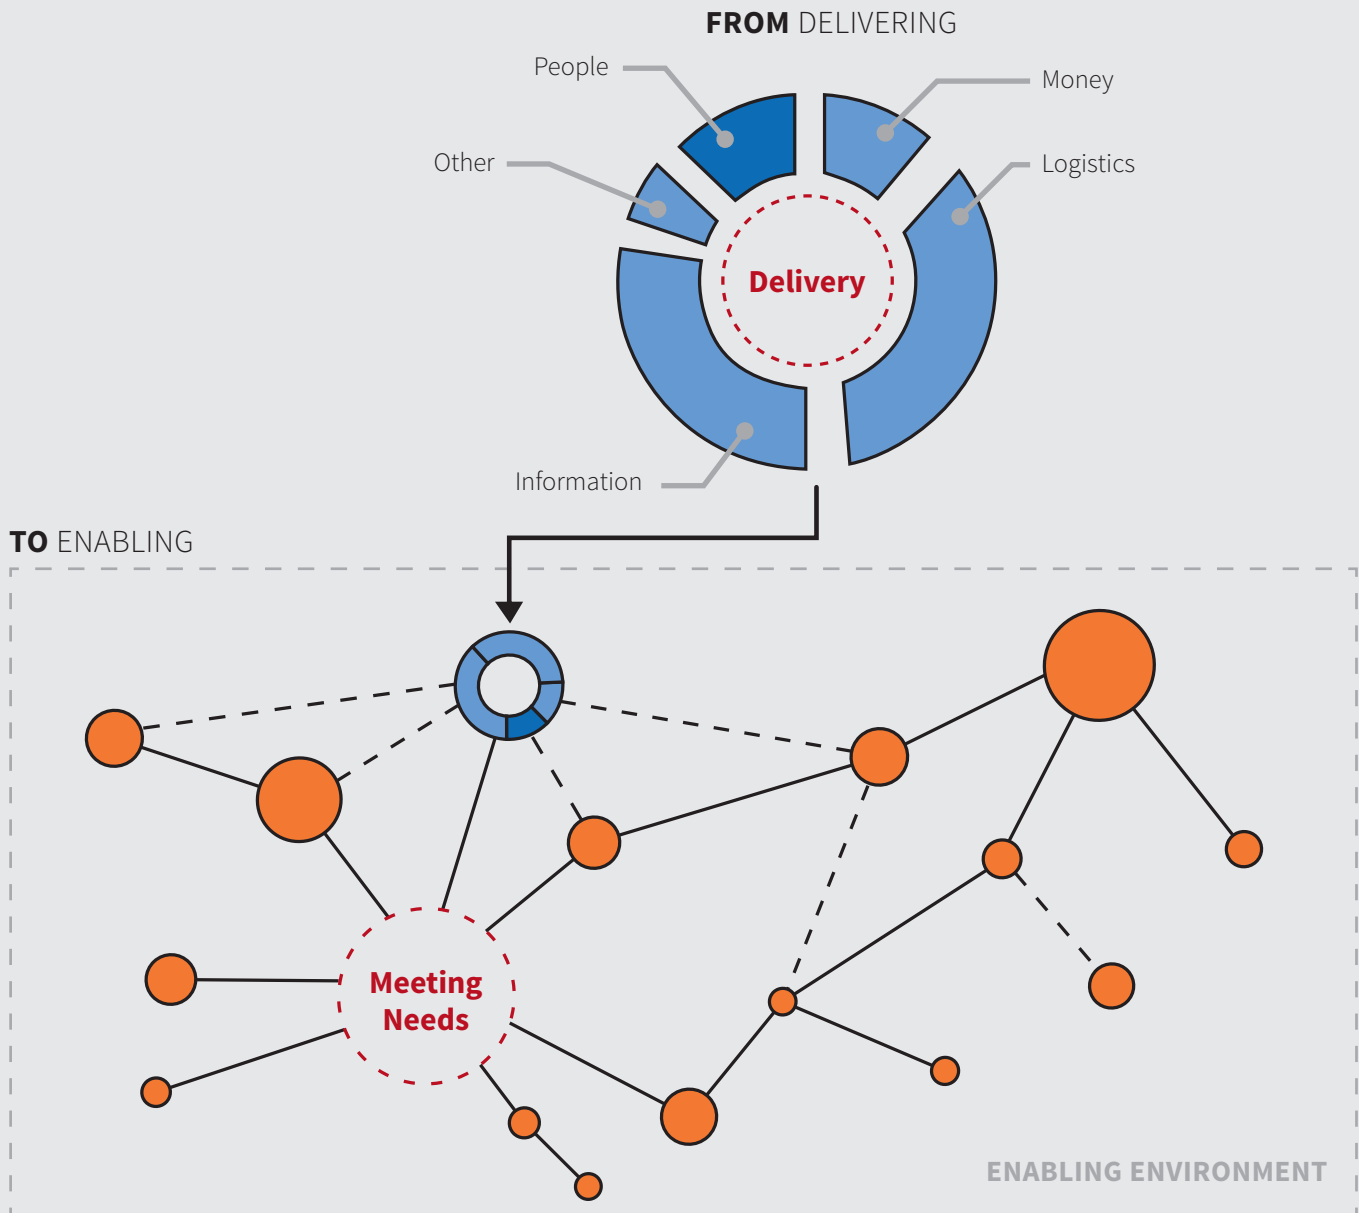 FROM DELIVERING
People
Money
Other
Logistics
Delivery
Information
TO ENABLING
Meeting
Needs
ENABLING ENVIRONMENT